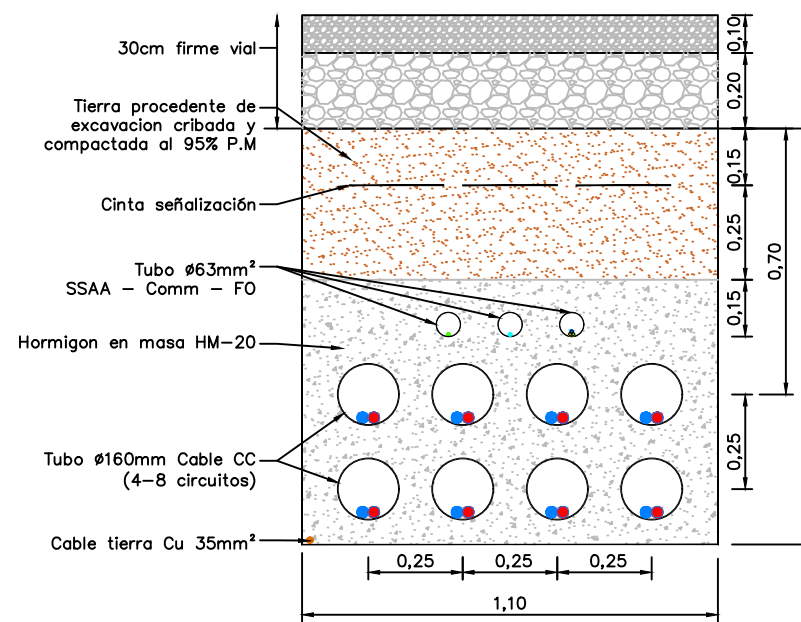 30cm firme vial
Tierra procedente de
excavacion cribada y
compactada al 95% P.M
Cinta señalización
Tubo ø63mm²
SSAA – Comm – FO
Hormigon en masa HM–20
Tubo ø160mm Cable CC
(4–8 circuitos)
Cable tierra Cu 35mm²
0,10
0,20
0,15
0,25
0,15
0,70
0,25
0,25
0,25
0,25
1,10